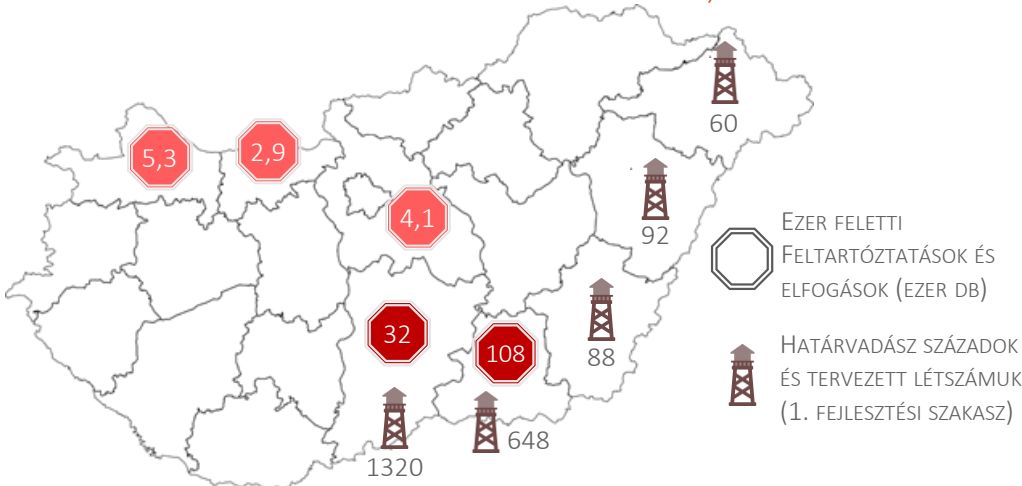 60
5,3
2,9
92
4,1
EZER FELETTI
FELTARTÓZTATÁSOK ÉS
ELFOGÁSOK (EZER DB)
32
108
88
HATÁRVADÁSZ SZÁZADOK
ÉS TERVEZETT LÉTSZÁMUK
(1. FEJLESZTÉSI SZAKASZ)
648
1320